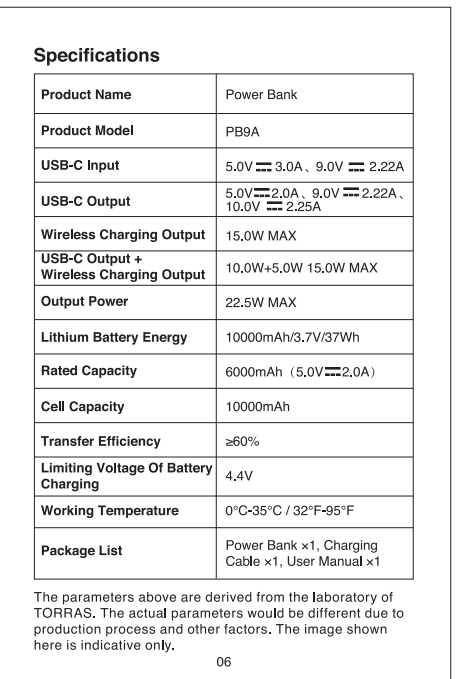 Specifications
Product Name Power Bank
Product Model PB9A
USB-C Input 5.0V⎓3.0A、9.0V⎓2.22A
USB-C Output 5.0V⎓2.0A、9.0V⎓2.22A、
10.0V⎓2.25A
Wireless Charging Output 15.0W MAX
USB-C Output +
Wireless Charging Output 10.0W+5.0W 15.0W MAX
Output Power 22.5W MAX
Lithium Battery Energy 10000mAh/3.7V/37Wh
Rated Capacity 6000mAh（5.0V⎓2.0A）
Cell Capacity 10000mAh
Transfer Efficiency ≥60%
Limiting Voltage Of Battery
Charging 4.4V
Working Temperature 0°C-35°C / 32°F-95°F
Package List Power Bank ×1, Charging
Cable ×1, User Manual ×1
The parameters above are derived from the laboratory of
TORRAS. The actual parameters would be different due to
production process and other factors. The image shown
here is indicative only.
06